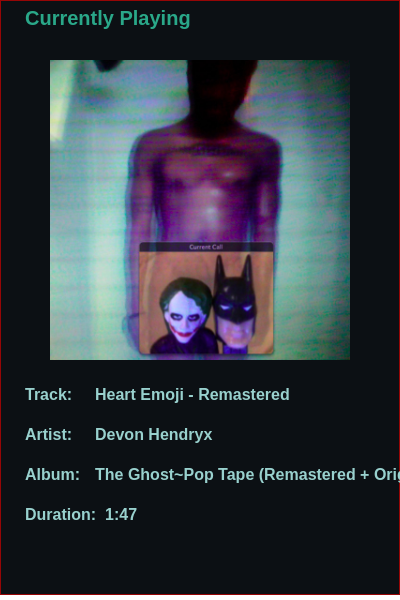 Currently Playing
Current Call
Track: Heart Emoji - Remastered
Artist: Devon Hendryx
Album: The Ghost~Pop Tape (Remastered + Orig
Duration: 1:47